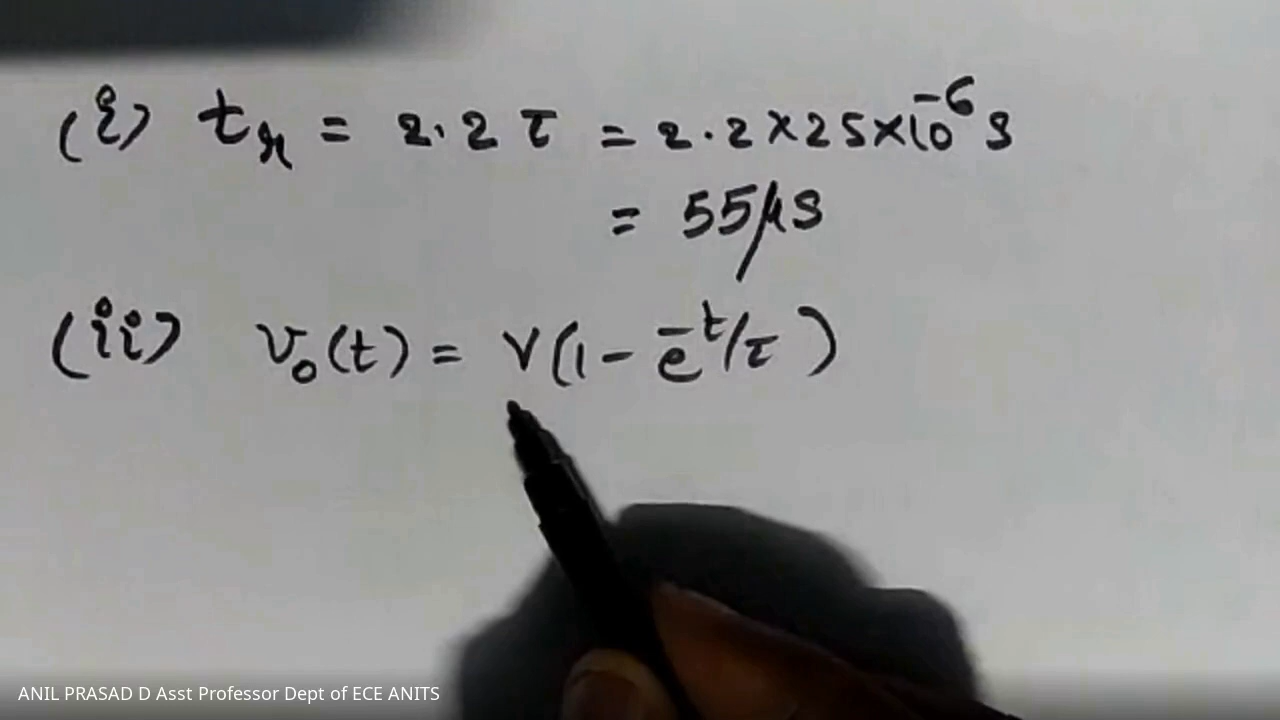 (i) tr = 2.2 τ = 2.2×25×10⁻⁶ s
= 55μs
(ii) v₀(t) = V(1 - e⁻ᵗ/τ )
ANIL PRASAD D Asst Professor Dept of ECE ANITS